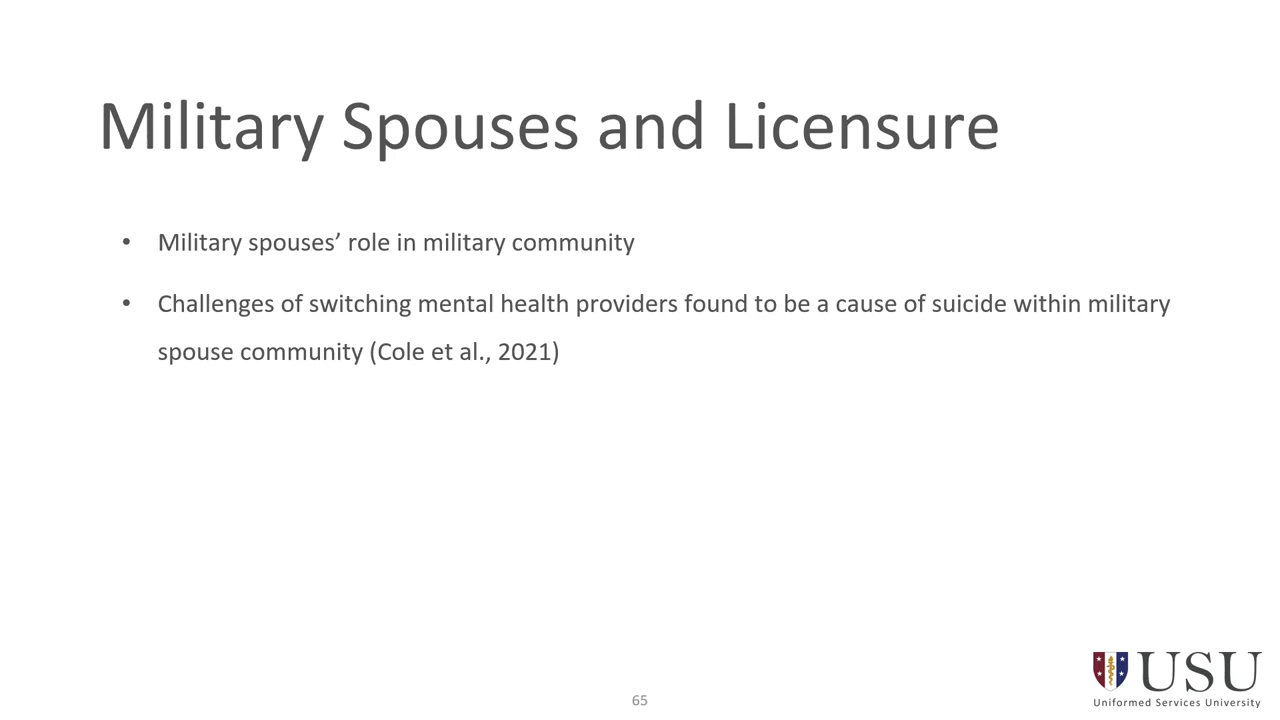 Military Spouses and Licensure
• Military spouses’ role in military community
• Challenges of switching mental health providers found to be a cause of suicide within military
spouse community (Cole et al., 2021)
65
USU
Uniformed Services University